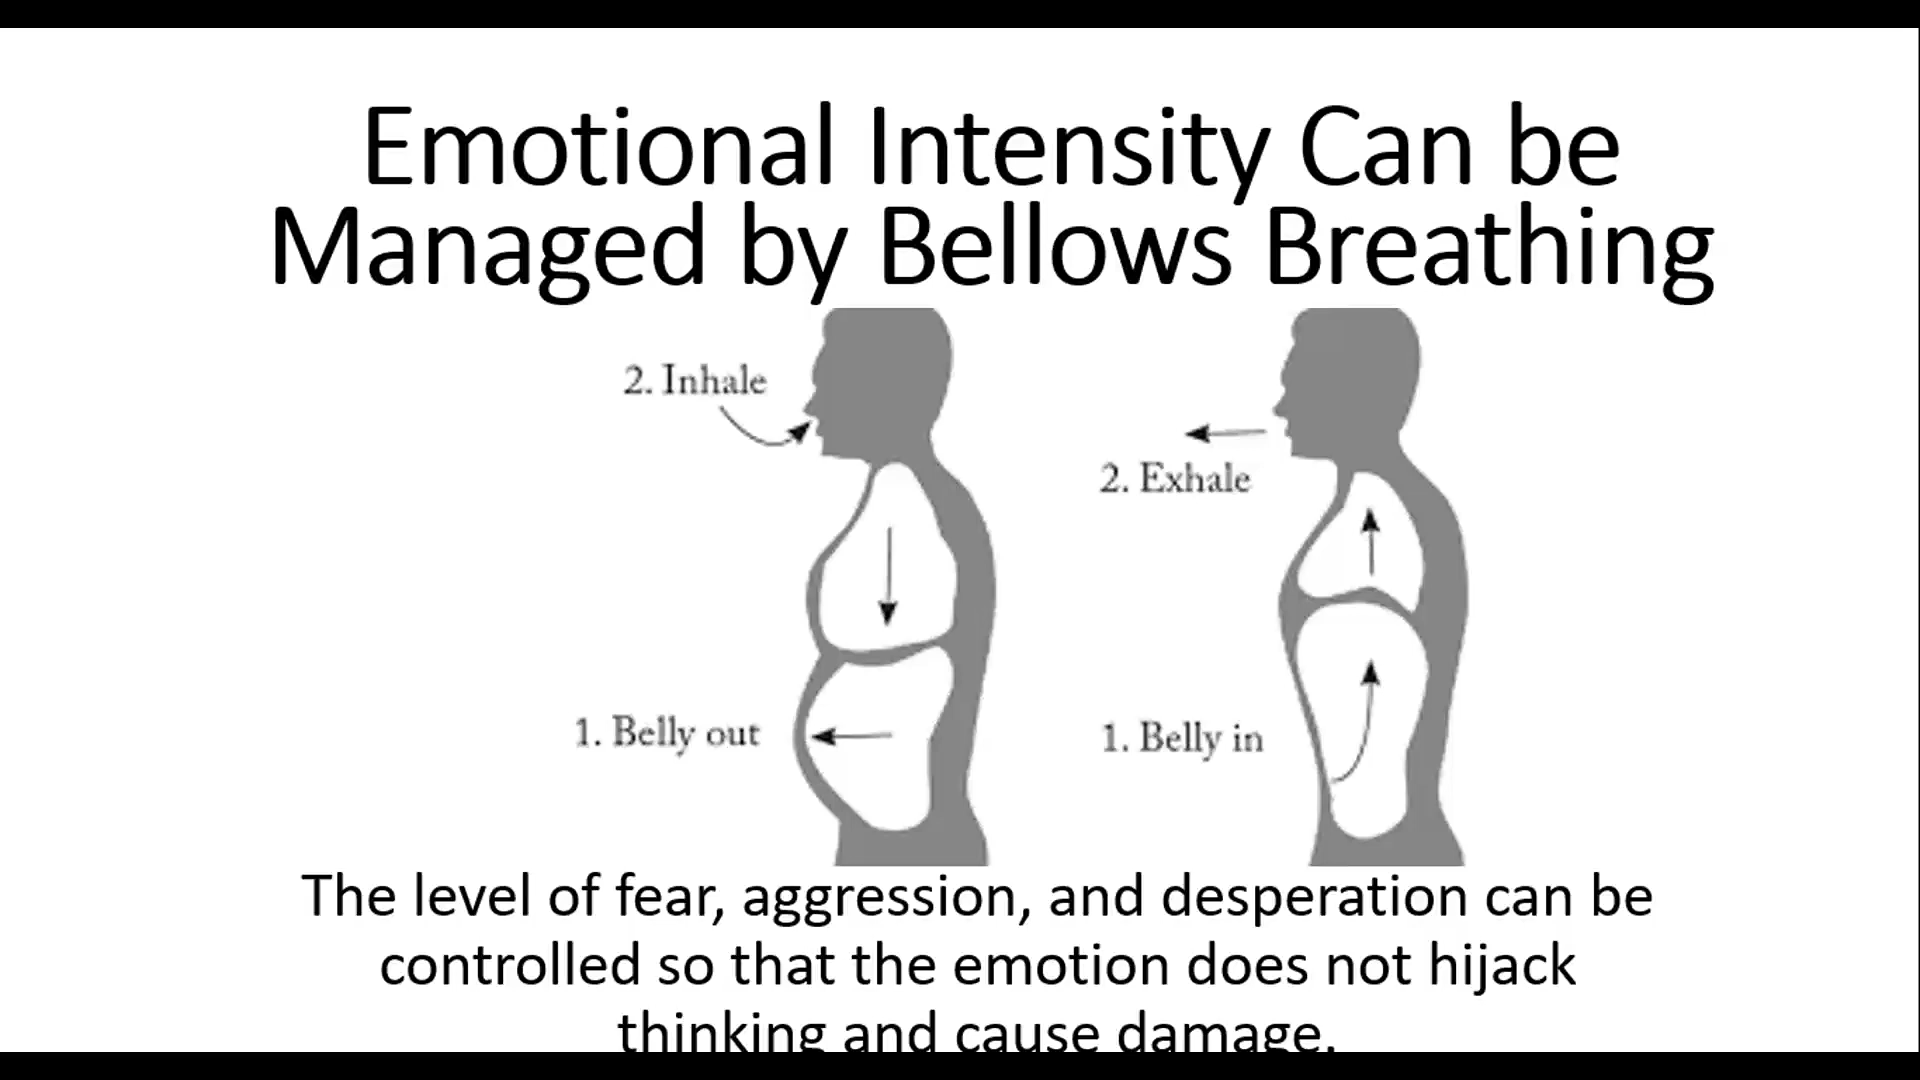 Emotional Intensity Can be
Managed by Bellows Breathing
2. Inhale
2. Exhale
1. Belly out
1. Belly in
The level of fear, aggression, and desperation can be
controlled so that the emotion does not hijack
thinking and cause damage.